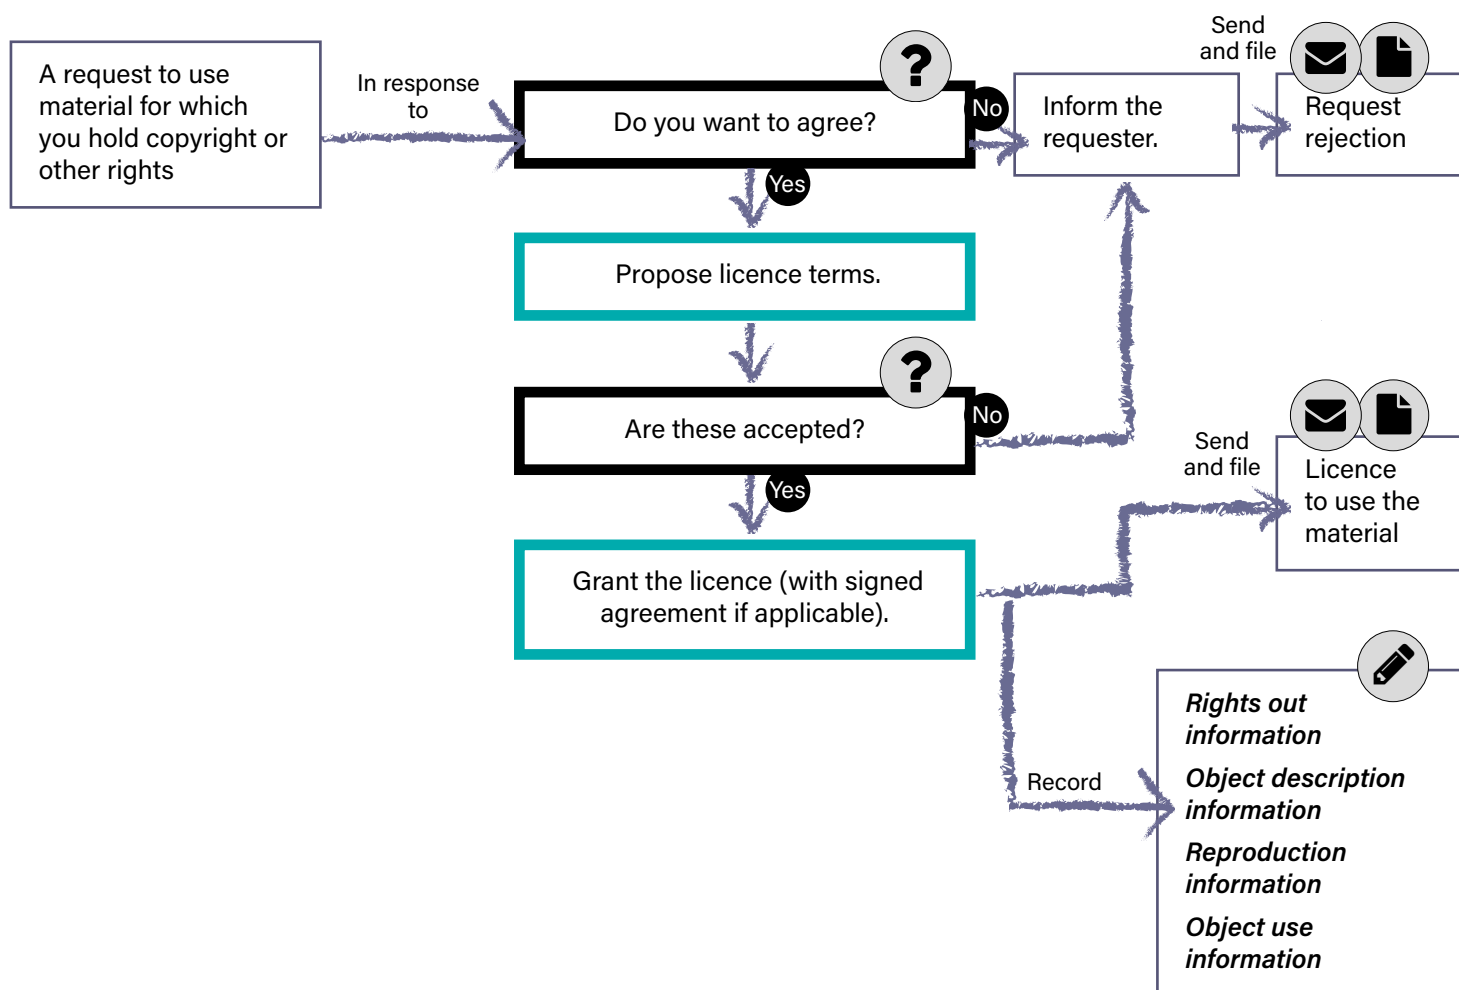 A request to use
material for which
you hold copyright or
other rights
In response
to
Do you want to agree?
?
No
Yes
Inform the
requester.
Send
and file
Request
rejection
Propose licence terms.
Are these accepted?
?
No
Yes
Grant the licence (with signed
agreement if applicable).
Send
and file
Licence
to use the
material
Record
Rights out
information
Object description
information
Reproduction
information
Object use
information